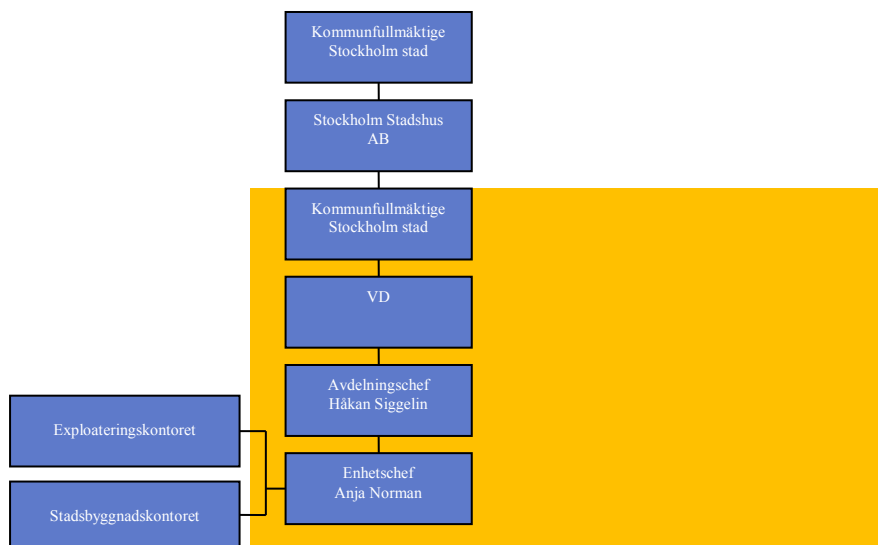 Kommunfullmäktige
Stockholm stad
Stockholm Stadshus
AB
Kommunfullmäktige
Stockholm stad
VD
Avdelningschef
Håkan Siggelin
Exploateringskontoret
Enhetschef
Anja Norman
Stadsbyggnadskontoret